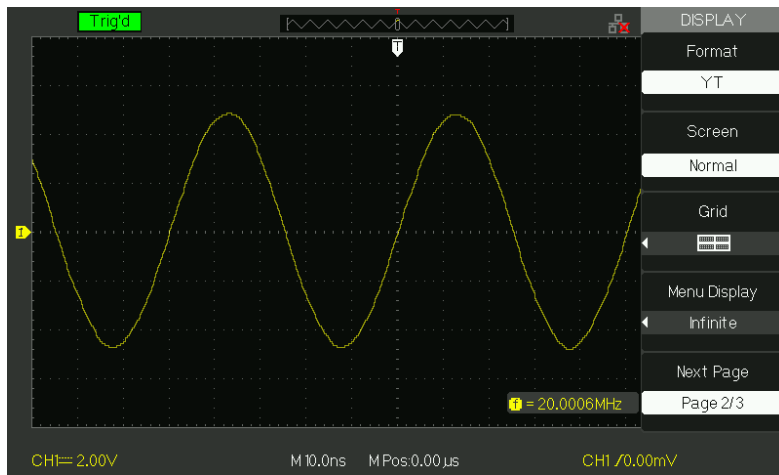 Trig'd
T
DISPLAY
Format
YT
Screen
Normal
Grid
Menu Display
Infinite
Next Page
Page 2/3
1
f = 20.0006MHz
CH1 2.00V
M 10.0ns
M Pos:0.00µs
CH1 0.00mV